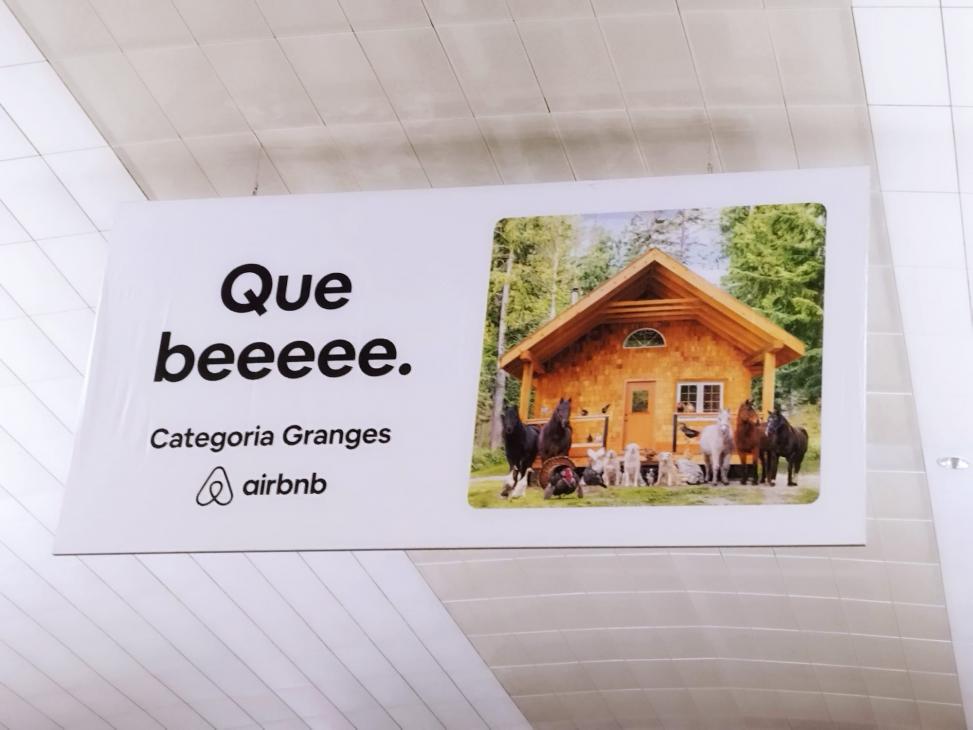 Que
beeeee.
Categoria Granges
airbnb